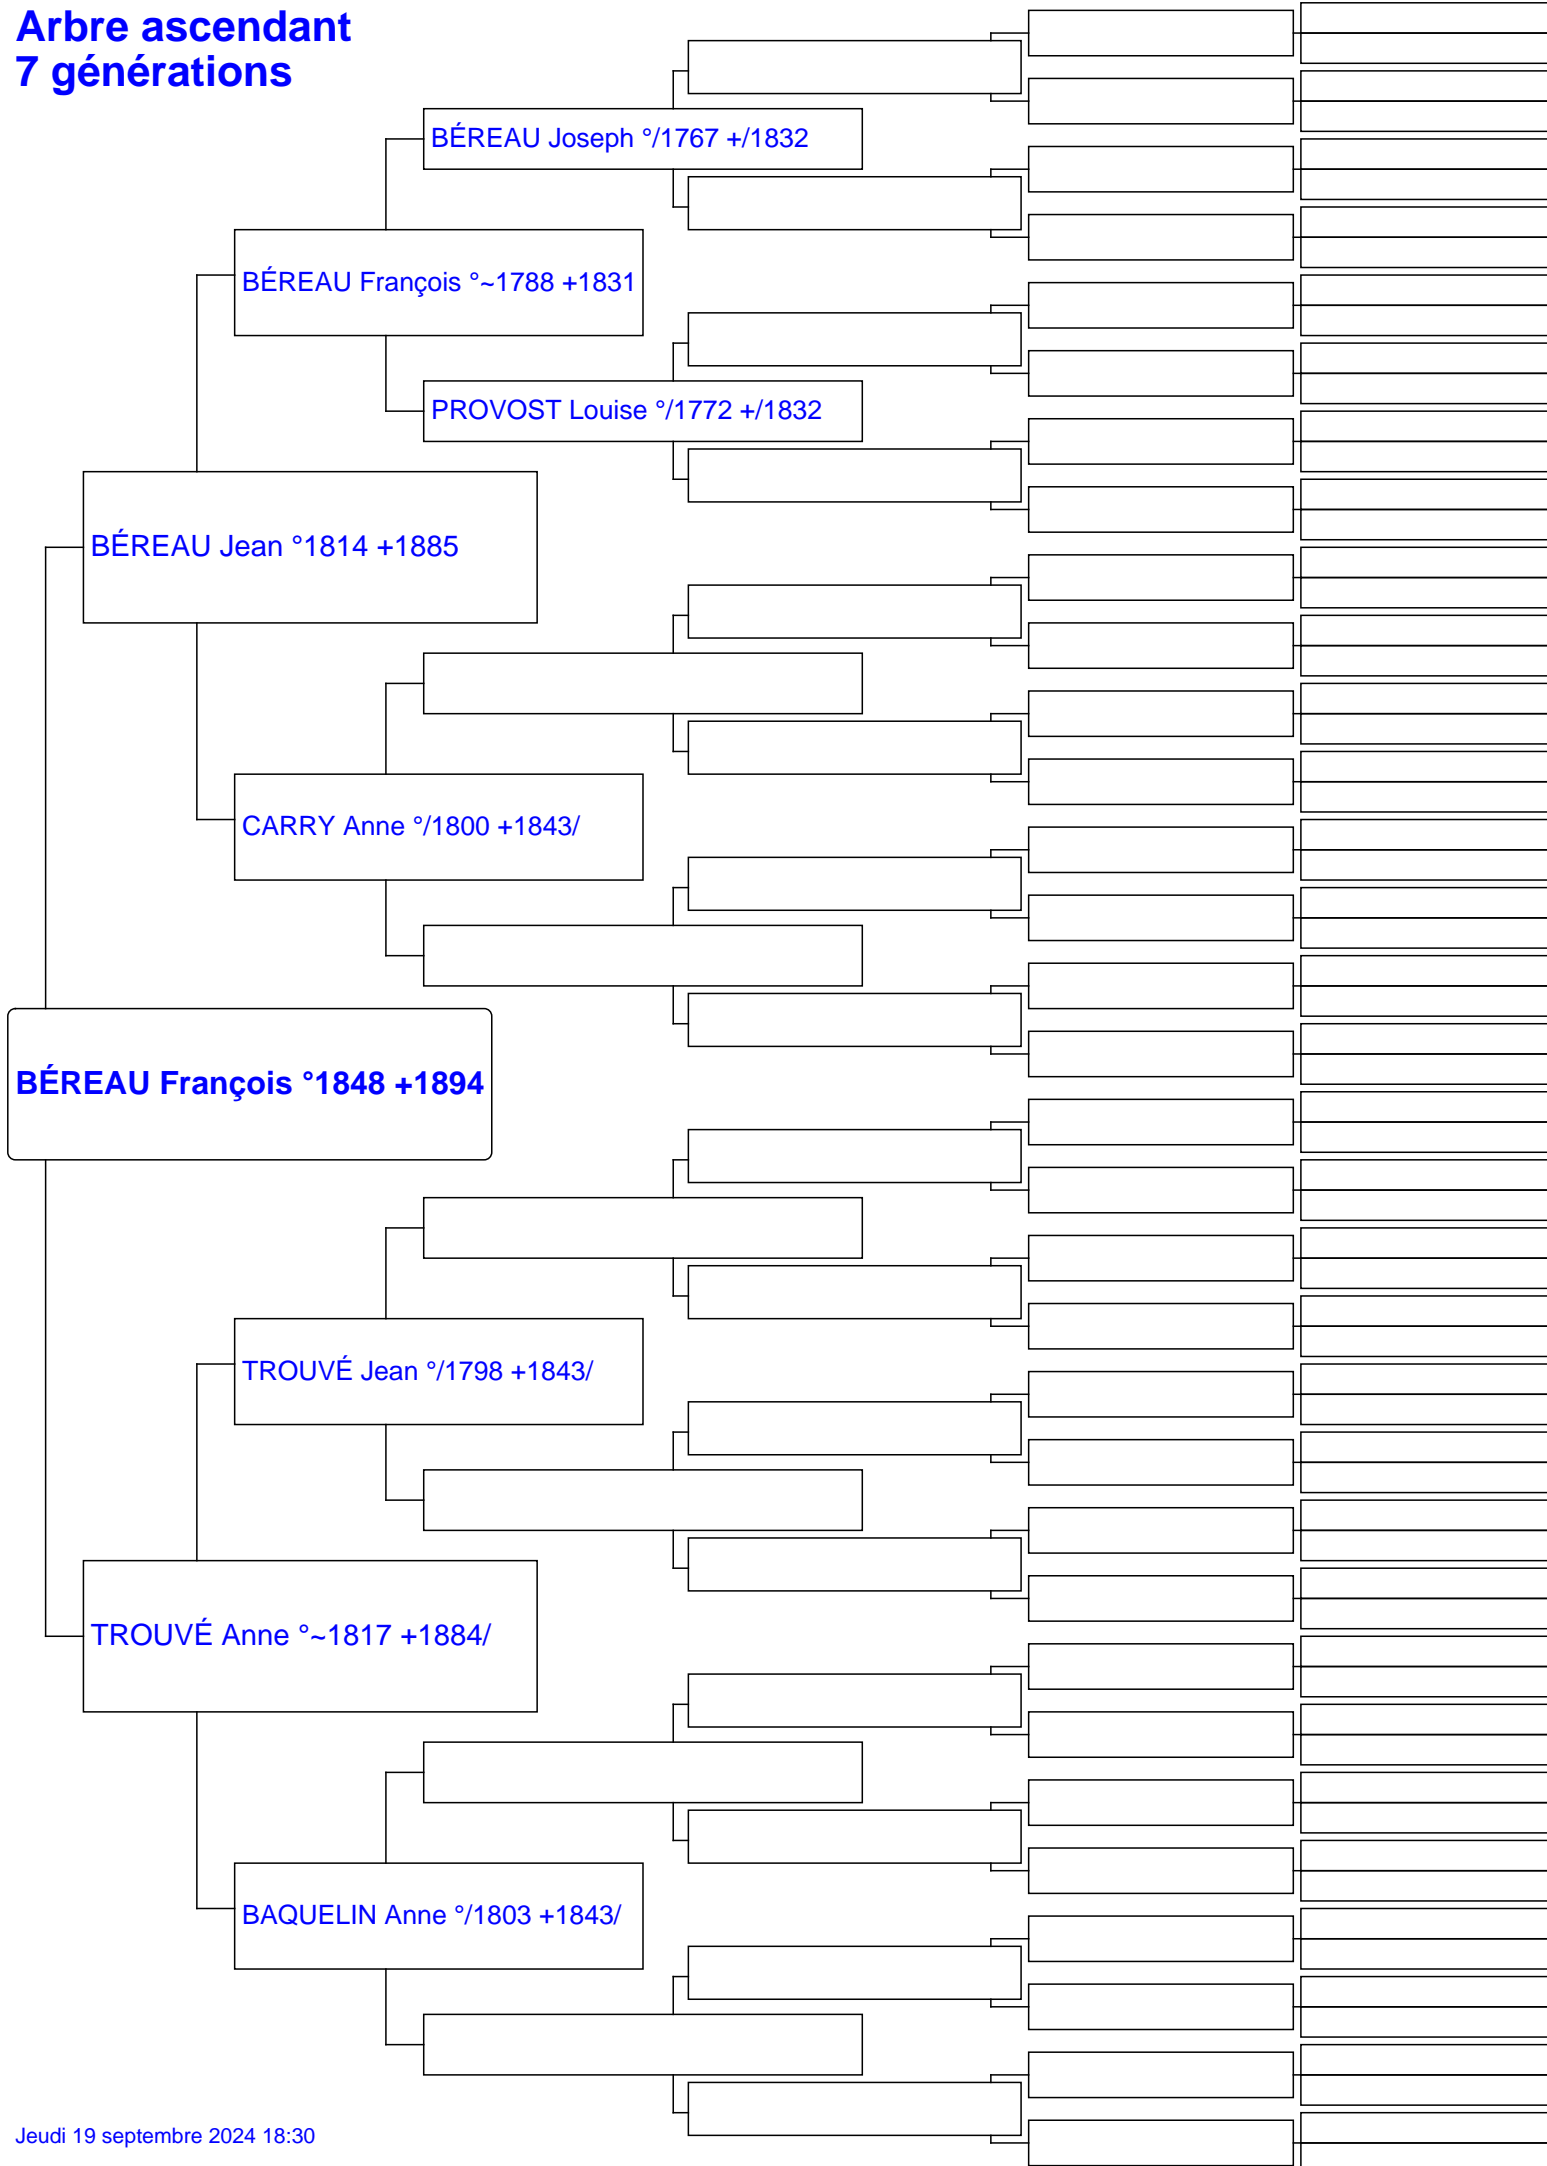 Arbre ascendant
7 générations
BÉREAU Joseph °/1767 +/1832
BÉREAU François °~1788 +1831
PROVOST Louise °/1772 +/1832
BÉREAU Jean °1814 +1885
CARRY Anne °/1800 +1843/
BÉREAU François °1848 +1894
TROUVÉ Jean °/1798 +1843/
TROUVÉ Anne °~1817 +1884/
BAQUELIN Anne °/1803 +1843/
Jeudi 19 septembre 2024 18:30